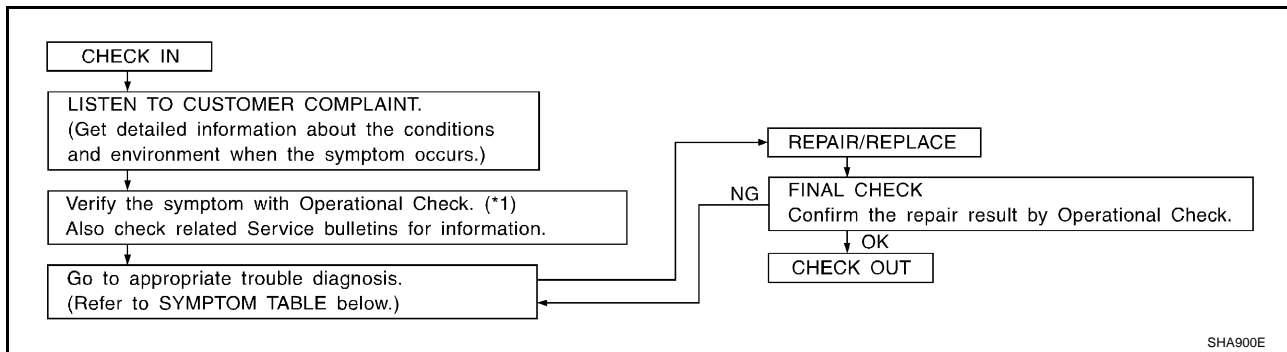 CHECK IN
LISTEN TO CUSTOMER COMPLAINT.
(Get detailed information about the conditions
and environment when the symptom occurs.)
Verify the symptom with Operational Check. (*1)
Also check related Service bulletins for information.
Go to appropriate trouble diagnosis.
(Refer to SYMPTOM TABLE below.)
REPAIR/REPLACE
NG
FINAL CHECK
Confirm the repair result by Operational Check.
OK
CHECK OUT
SHA900E